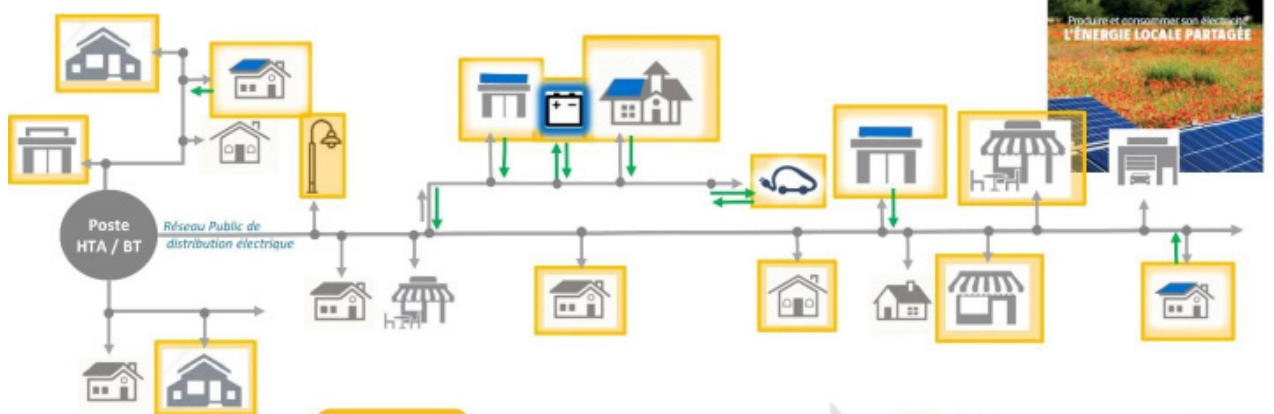 Produire et consommer son électricité
L'ÉNERGIE LOCALE PARTAGÉE
Poste
HTA / BT
Réseau Public de
distribution électrique
+ -